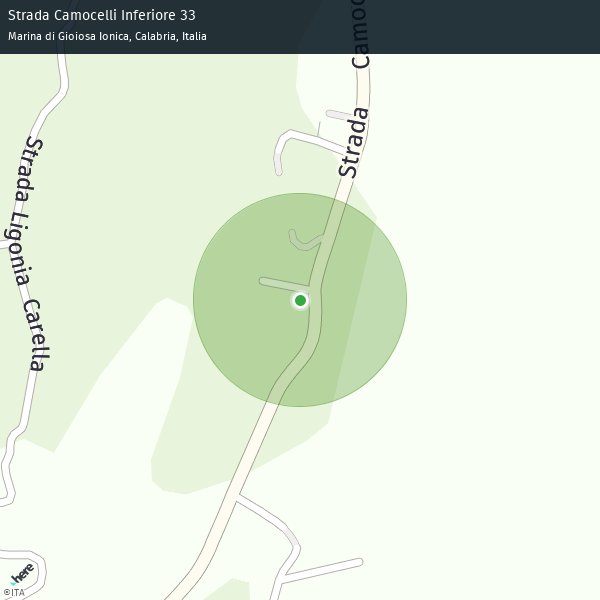 Strada Camocelli Inferiore 33
Marina di Gioiosa Ionica, Calabria, Italia
Strada Camoc
Strada Ligonia Carella
here
©ITA